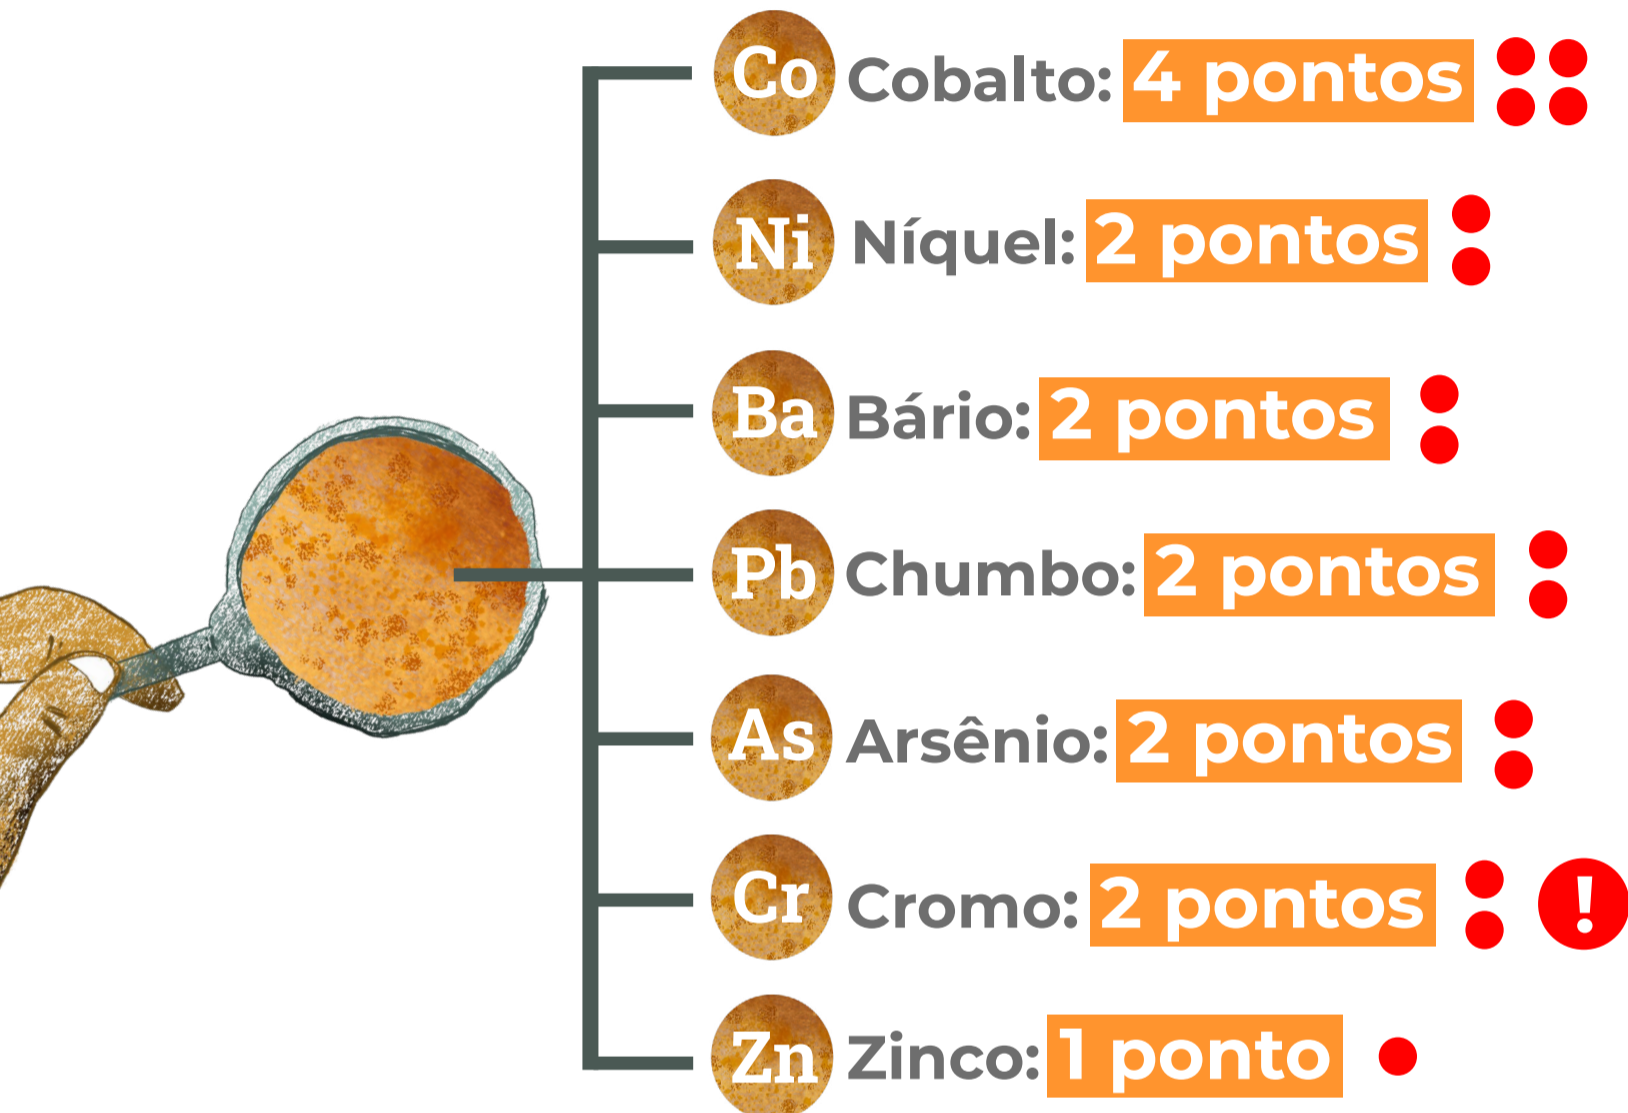 Co Cobalto: 4 pontos
Ni Níquel: 2 pontos
Ba Bário: 2 pontos
Pb Chumbo: 2 pontos
As Arsênio: 2 pontos
Cr Cromo: 2 pontos !
Zn Zinco: 1 ponto